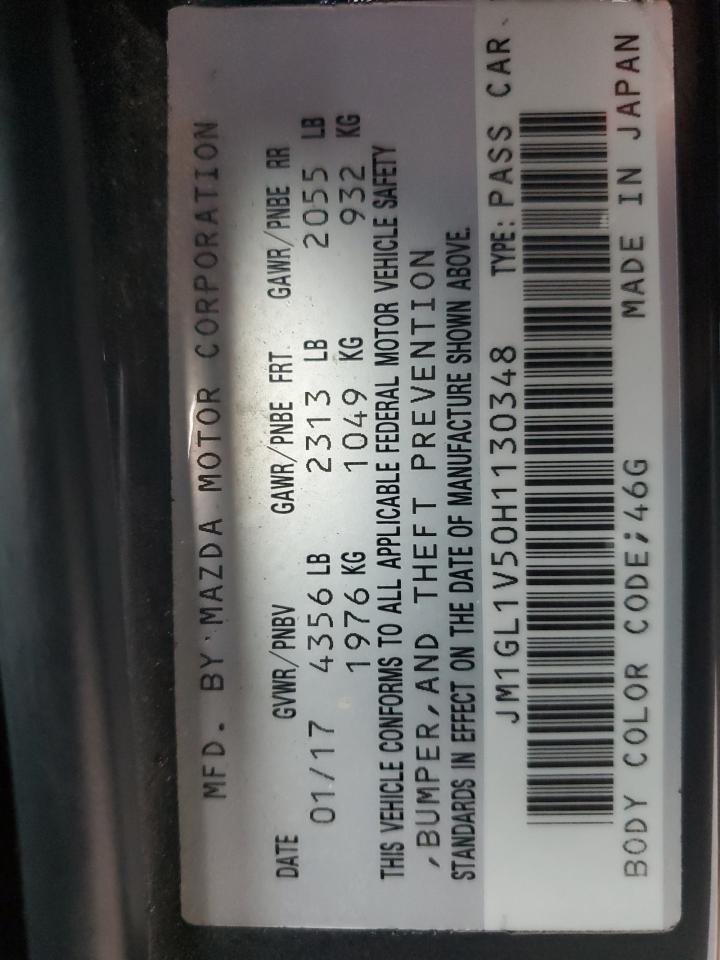 MFD. BY MAZDA MOTOR CORPORATION
DATE GVWR/PNBV GAWR/PNBE FRT. GAWR/PNBE RR
01/17 4356 LB 2313 LB 2055 LB
1976 KG 1049 KG 932 KG
THIS VEHICLE CONFORMS TO ALL APPLICABLE FEDERAL MOTOR VEHICLE SAFETY
,BUMPER,AND THEFT PREVENTION
STANDARDS IN EFFECT ON THE DATE OF MANUFACTURE SHOWN ABOVE.
JM1GL1V50H1130348 TYPE: PASS CAR
BODY COLOR CODE;46G MADE IN JAPAN